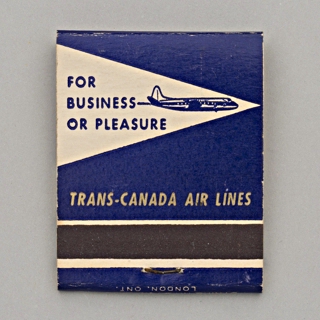 FOR
BUSINESS
OR PLEASURE
TRANS-CANADA AIR LINES
LONDON, ONT.